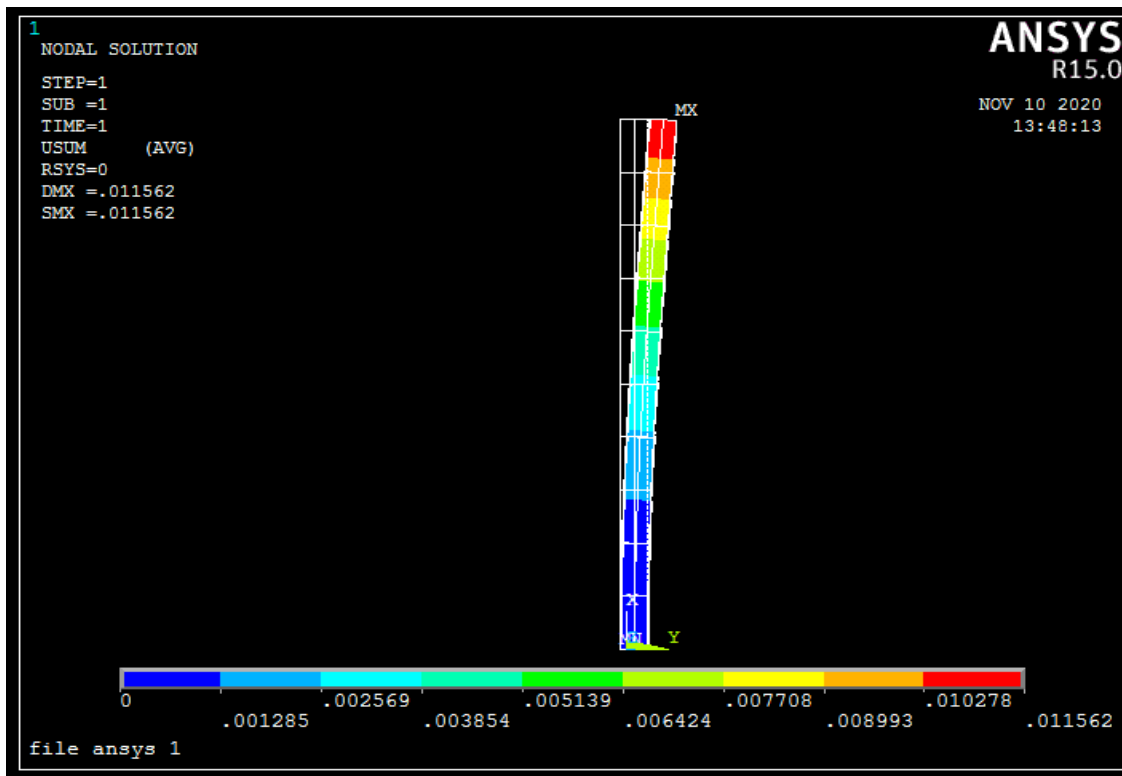 1
NODAL SOLUTION
STEP=1
SUB =1
TIME=1
USUM (AVG)
RSYS=0
DMX =.011562
SMX =.011562
ANSYS
R15.0
NOV 10 2020
13:48:13
MX
X
MN
Y
0 .002569 .005139 .007708 .010278
.001285 .003854 .006424 .008993 .011562
file ansys 1